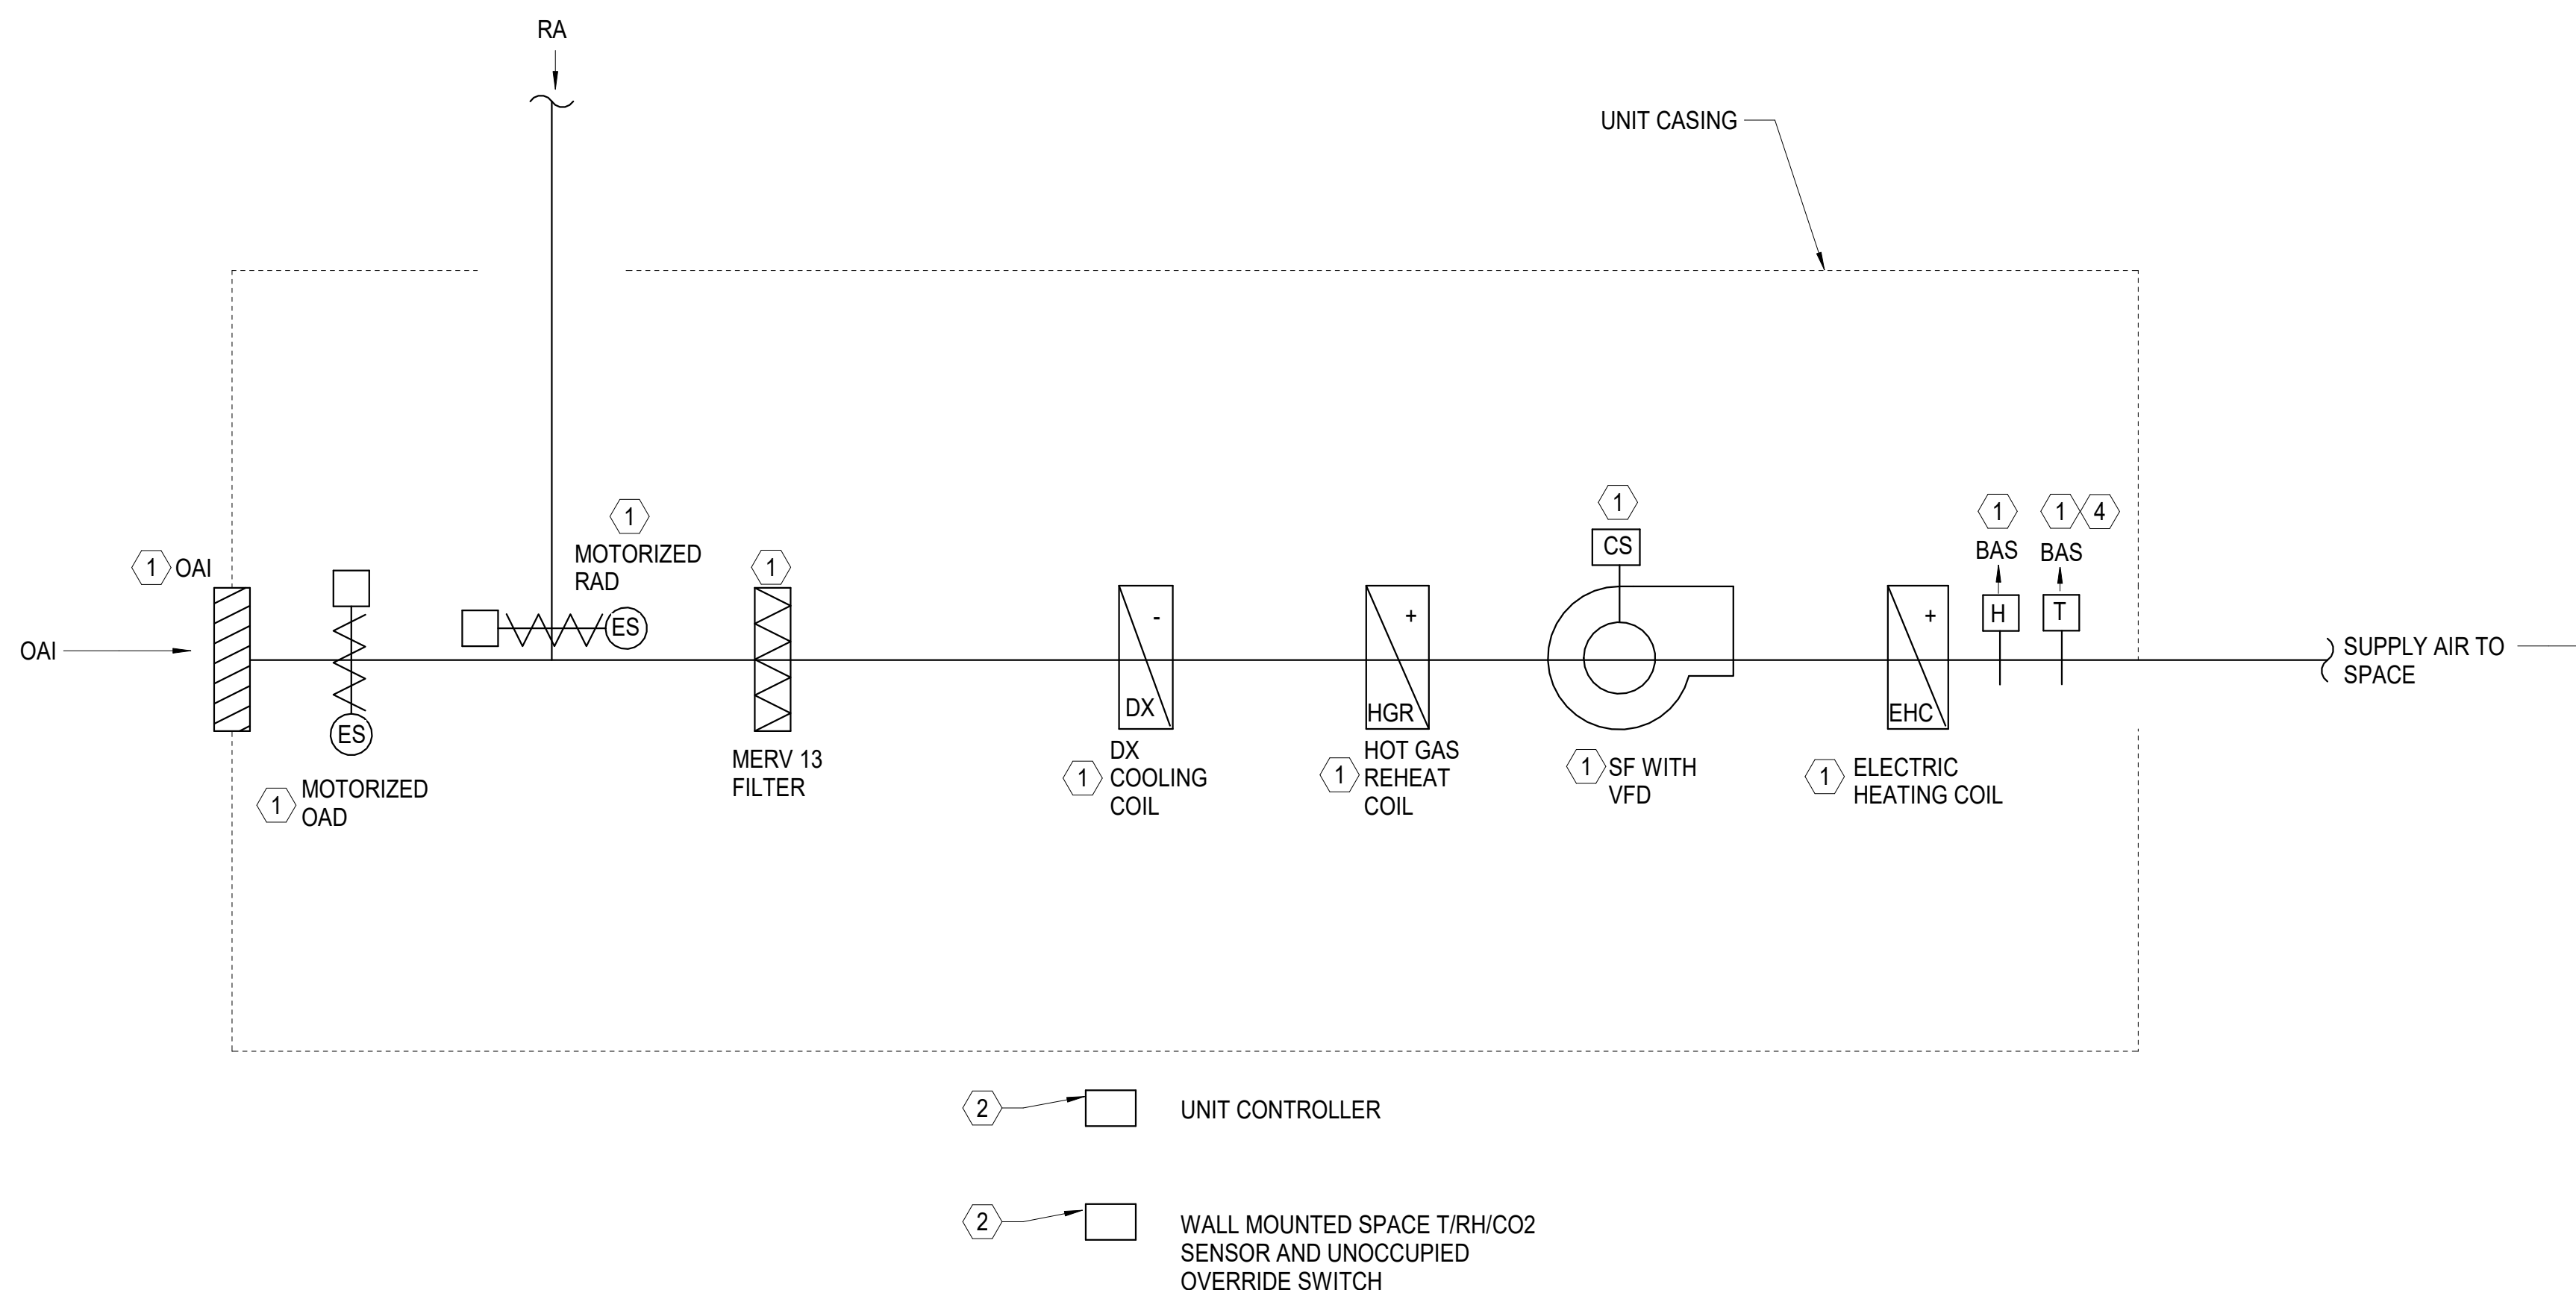 RA
UNIT CASING
1
MOTORIZED
RAD
1 OAI
OAI
ES
ES
1 MOTORIZED
OAD
1
MERV 13
FILTER
-
DX
1 DX
COOLING
COIL
+
HGR
1 HOT GAS
REHEAT
COIL
1
CS
1 SF WITH
VFD
+
EHC
1 ELECTRIC
HEATING COIL
1
BAS
H
1 4
BAS
T
SUPPLY AIR TO
SPACE
2 UNIT CONTROLLER
2 WALL MOUNTED SPACE T/RH/CO2
SENSOR AND UNOCCUPIED
OVERRIDE SWITCH